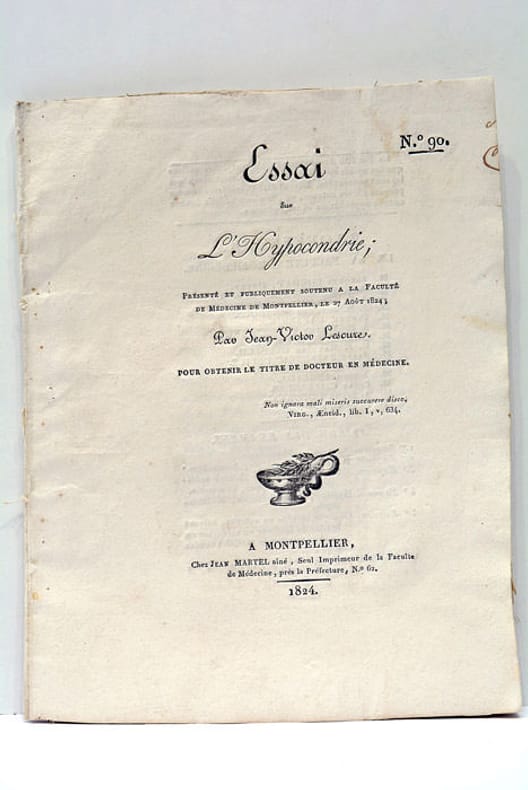 N.º 90.
Essai
sur
L'Hypocondrie;
PRÉSENTÉ ET PUBLIQUEMENT SOUTENU A LA FACULTÉ
DE MÉDECINE DE MONTPELLIER, LE 27 AOÛT 1824;
Par Jean-Victor Lescure.
POUR OBTENIR LE TITRE DE DOCTEUR EN MÉDECINE.
Non ignara mali miseris succurere disco.
VIRG., Æneid., lib. I, v, 634.
A MONTPELLIER,
Chez JEAN MARTEL aîné, Seul Imprimeur de la Faculté
de Médecine, près la Préfecture, N.º 62.
1824.